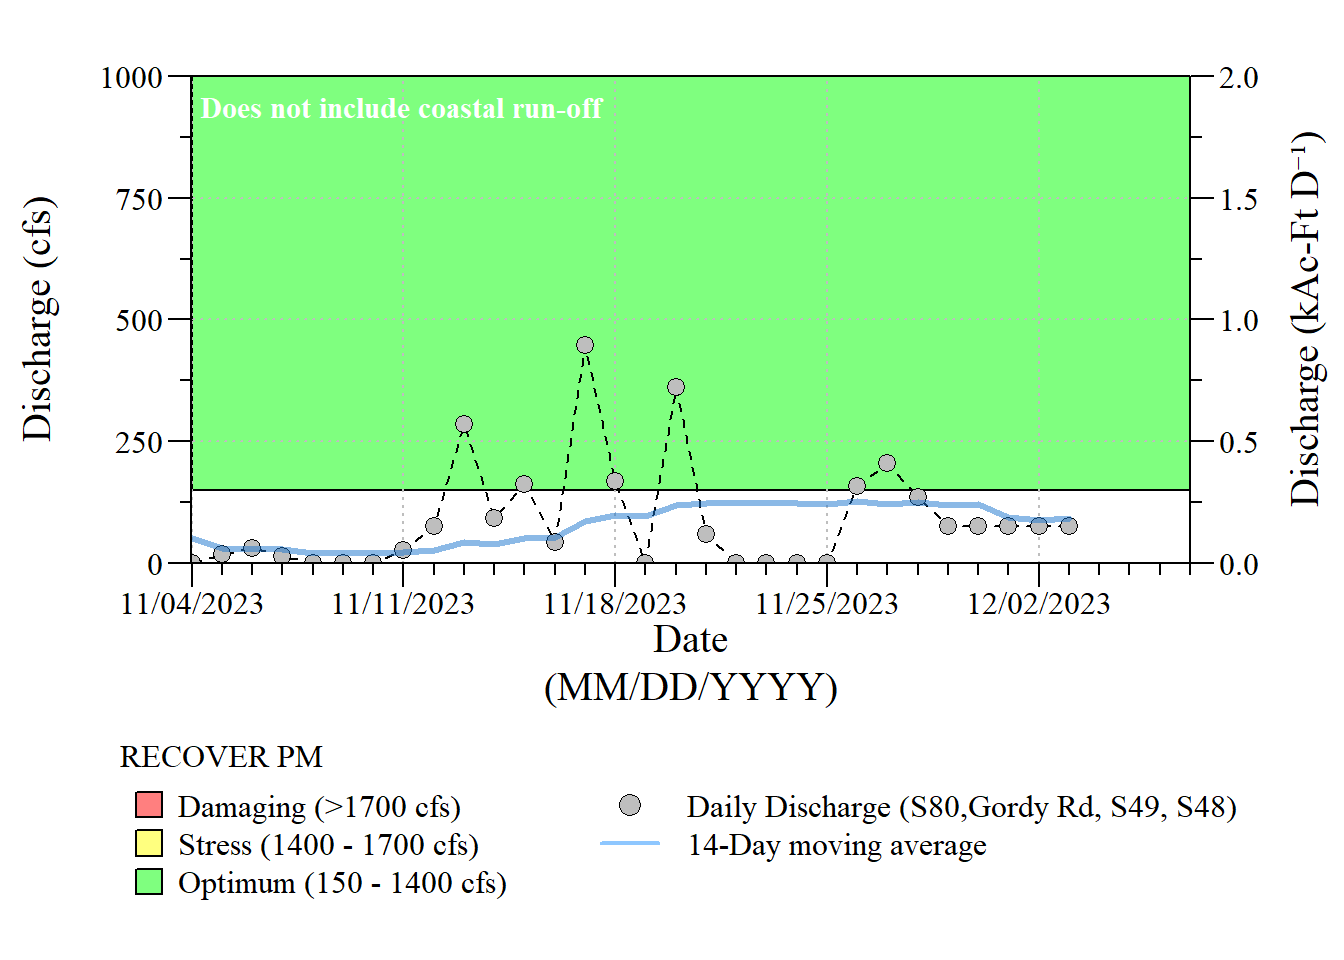 Does not include coastal run-off
1000
750
500
250
0
Discharge (cfs)
2.0
1.5
1.0
0.5
0.0
Discharge (kAc-Ft D⁻¹)
11/04/2023 11/11/2023 11/18/2023 11/25/2023 12/02/2023
Date
(MM/DD/YYYY)
RECOVER PM
Damaging (>1700 cfs)
Stress (1400 - 1700 cfs)
Optimum (150 - 1400 cfs)
Daily Discharge (S80,Gordy Rd, S49, S48)
14-Day moving average